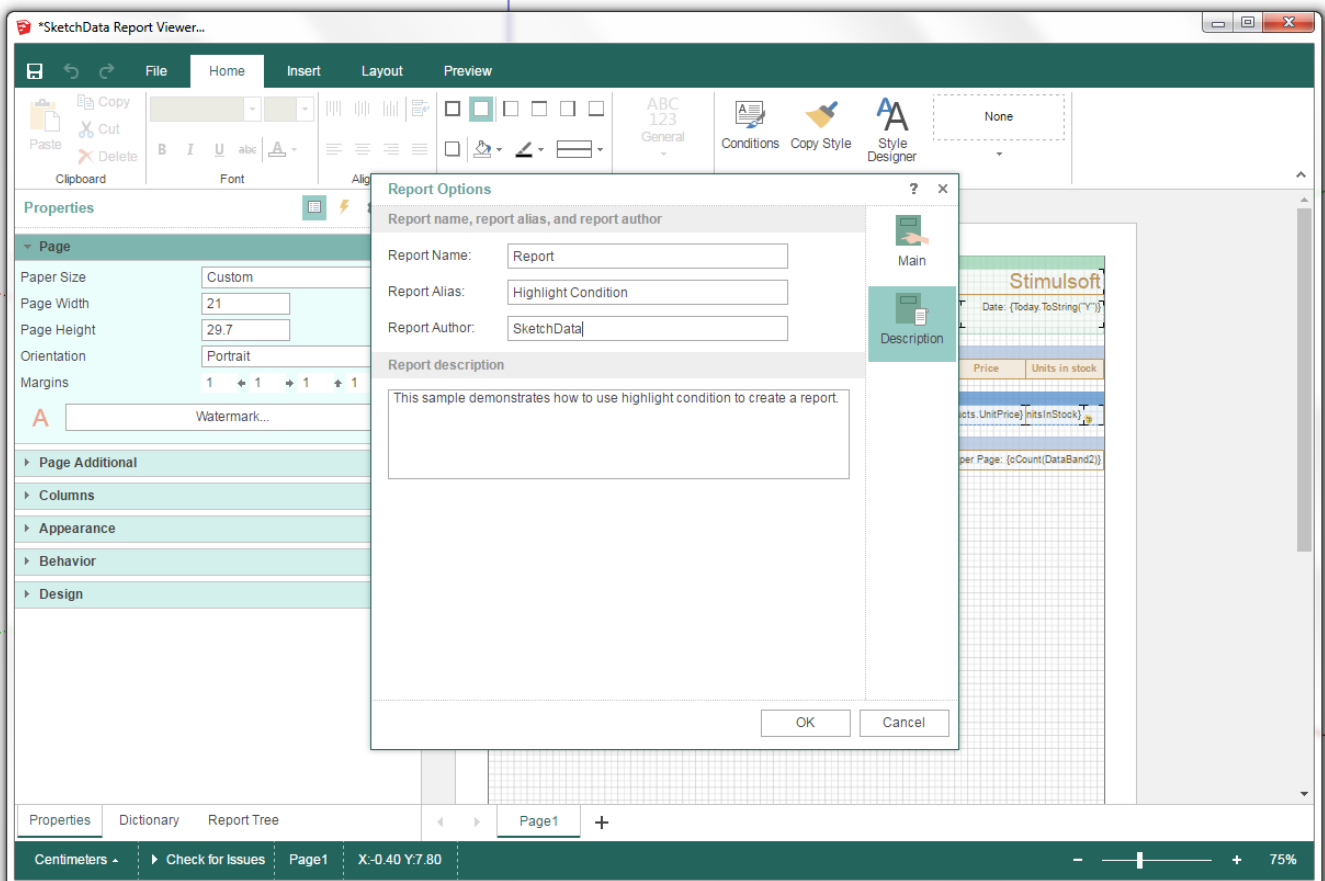 *SketchData Report Viewer...
File Home Insert Layout Preview
Paste
Copy
Cut
Delete
Clipboard
B I U abc A
Font
ABC
123
General
Conditions
Copy Style
Style
Designer
None
Properties
Page
Paper Size Custom
Page Width 21
Page Height 29.7
Orientation Portrait
Margins 1 1 1 1
A Watermark...
Page Additional
Columns
Appearance
Behavior
Design
Report Options ? ×
Report name, report alias, and report author
Report Name: Report
Report Alias: Highlight Condition
Report Author: SketchData
Report description
This sample demonstrates how to use highlight condition to create a report.
Main
Description
OK Cancel
Stimulsoft
Date: {Today.ToString("Y")}
Price Units in stock
cts.UnitPrice} nitsInStock}
per Page: {cCount(DataBand2)}
Properties Dictionary Report Tree
Page1 +
Centimeters Check for Issues Page1 X:-0.40 Y:7.80 - + 75%